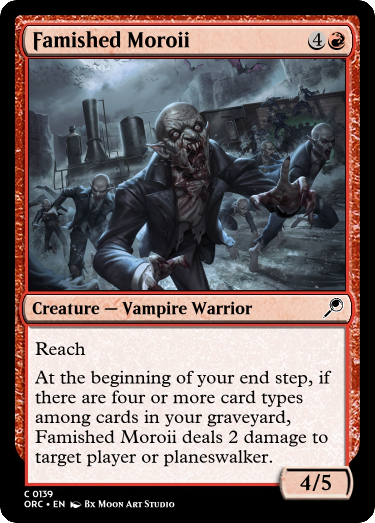 Famished Moroii 4
Creature — Vampire Warrior
Reach
At the beginning of your end step, if
there are four or more card types
among cards in your graveyard,
Famished Moroii deals 2 damage to
target player or planeswalker.
4/5
C 0139
ORC • EN Bx Moon Art Studio